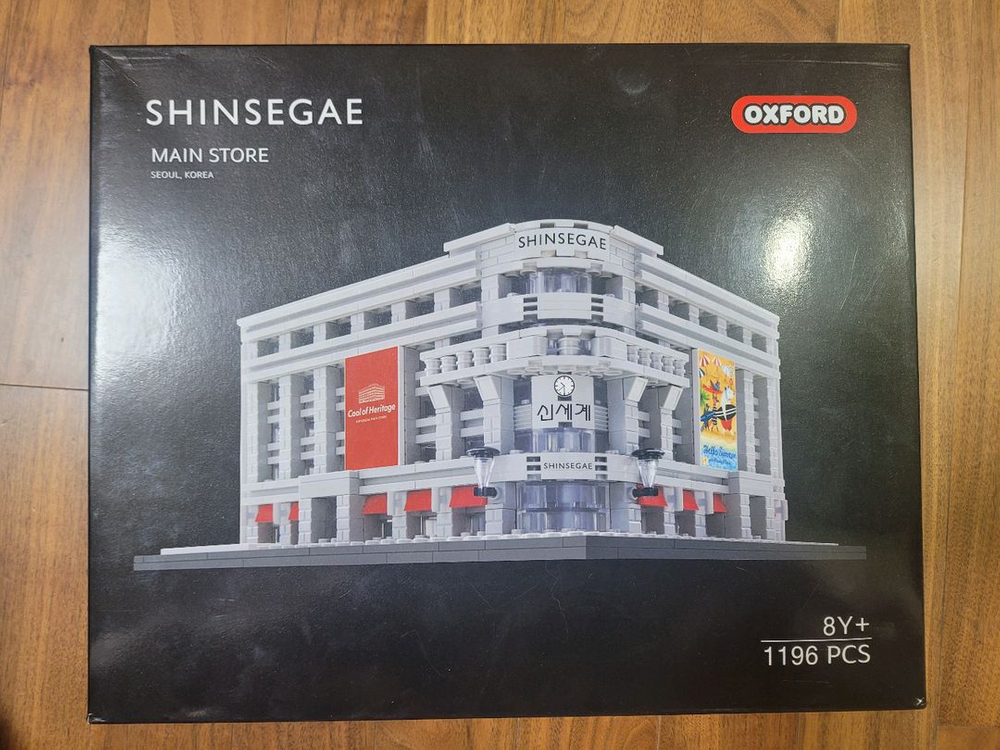 SHINSEGAE
MAIN STORE
SEOUL, KOREA
OXFORD
SHINSEGAE
Cool of Heritage
신세계
SHINSEGAE
8Y+
1196 PCS